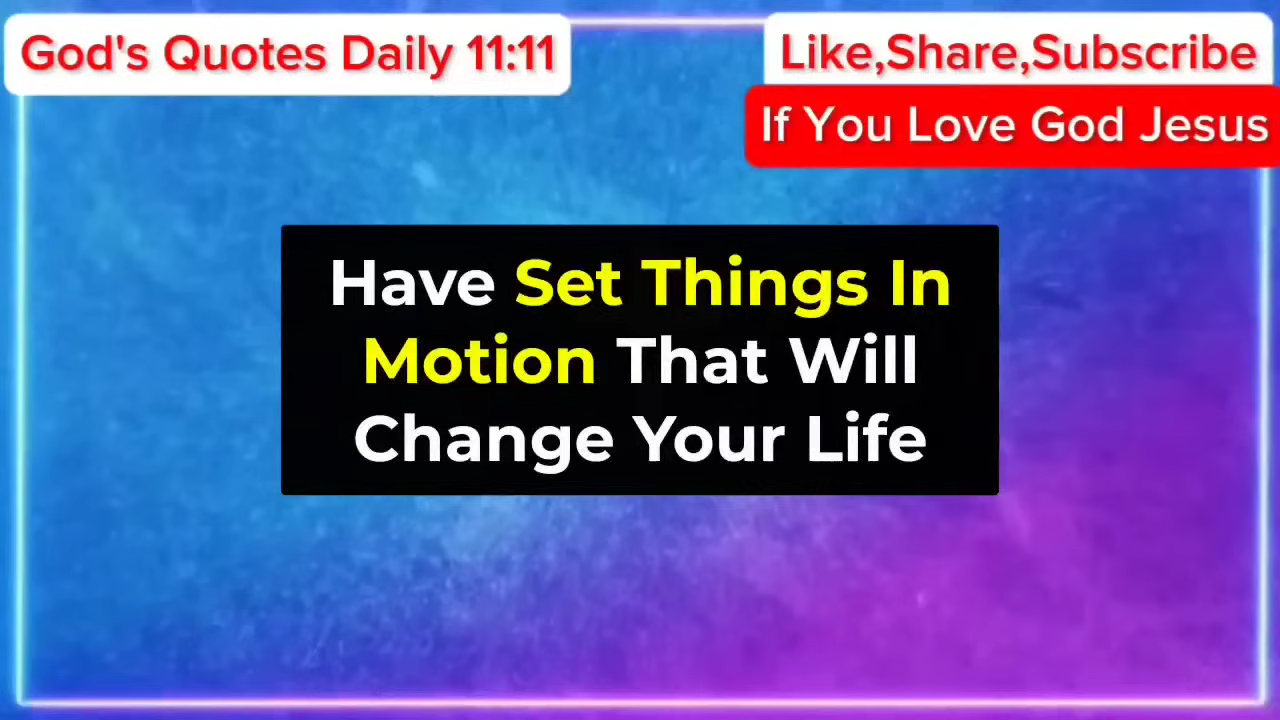 God's Quotes Daily 11:11
Like,Share,Subscribe
If You Love God Jesus
Have Set Things In
Motion That Will
Change Your Life